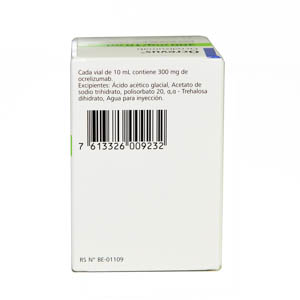 Ocrevus
Cada vial de 10 mL contiene 300 mg de
ocrelizumab.
Excipientes: Ácido acético glacial, Acetato de
sodio trihidrato, polisorbato 20, α,α - Trehalosa
dihidrato, Agua para inyección.
7 613326 009232
RS N° BE-01109